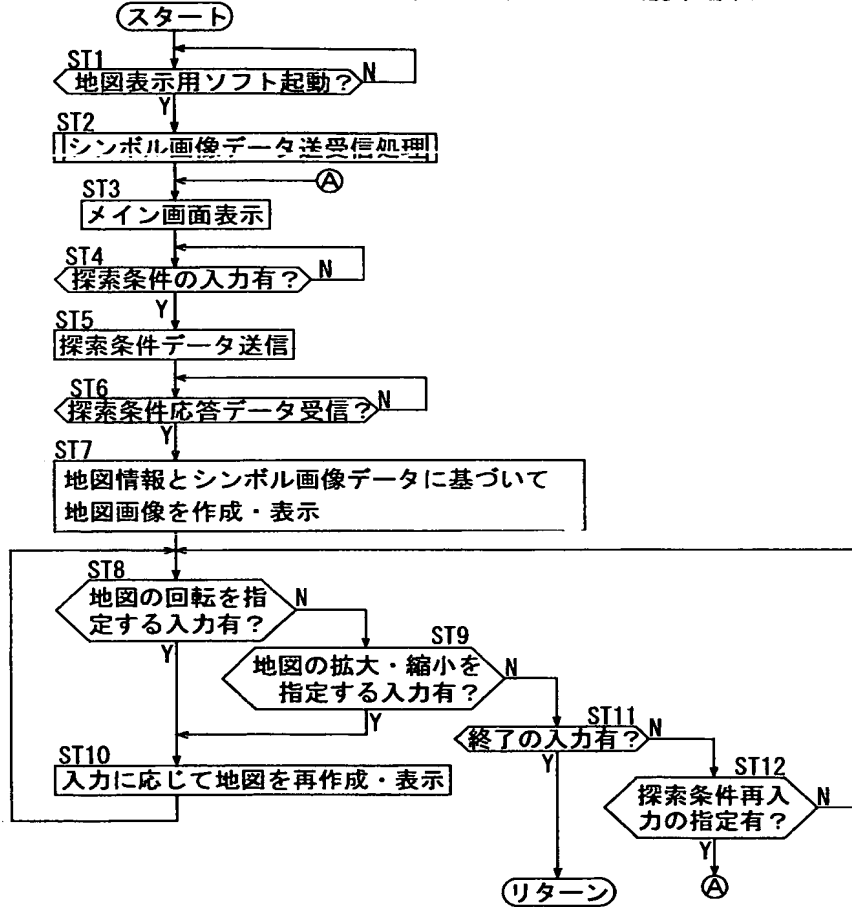 スタート
ST1
地図表示用ソフト起動？
N
Y
ST2
シンボル画像データ送受信処理
A
ST3
メイン画面表示
ST4
探索条件の入力有？
N
Y
ST5
探索条件データ送信
ST6
探索条件応答データ受信？
N
Y
ST7
地図情報とシンボル画像データに基づいて
地図画像を作成・表示
ST8
地図の回転を指
定する入力有？
N
Y
ST9
地図の拡大・縮小を
指定する入力有？
N
Y
ST10
入力に応じて地図を再作成・表示
ST11
終了の入力有？
N
Y
ST12
探索条件再入
力の指定有？
N
Y
リターン
A